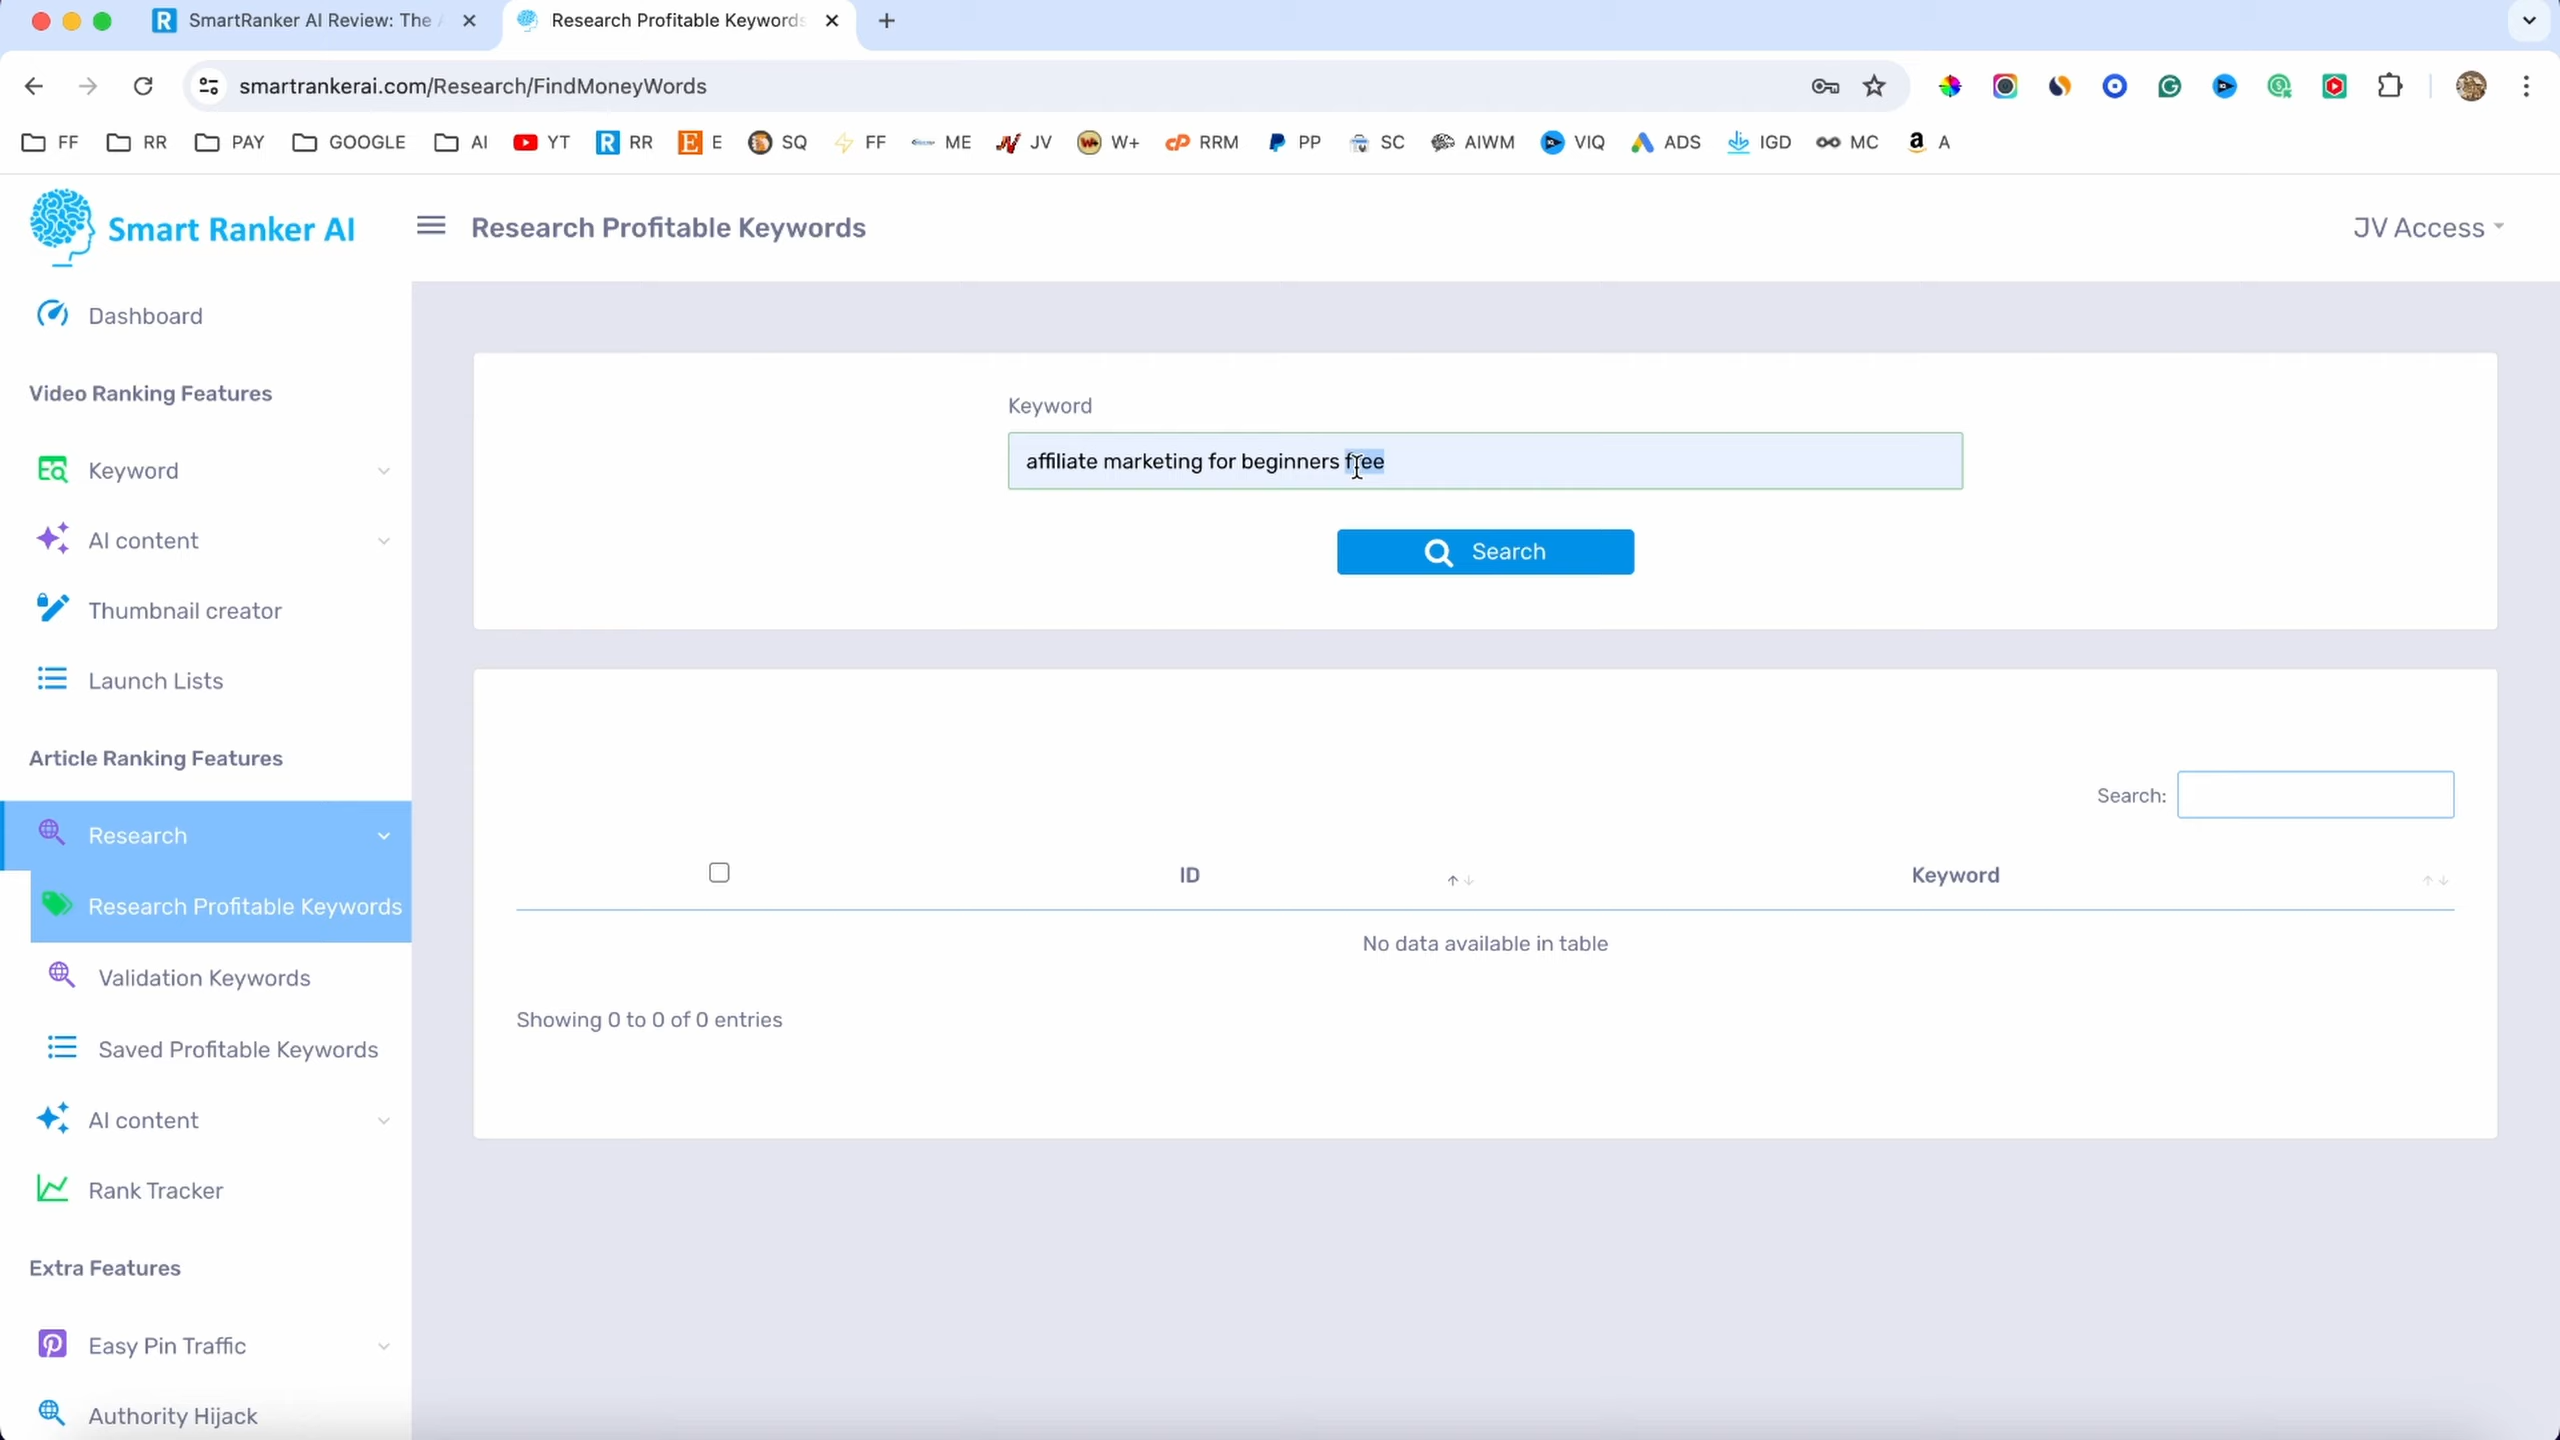 SmartRanker AI Review: The
Research Profitable Keywords
smartrankerai.com/Research/FindMoneyWords
FF RR PAY GOOGLE AI YT RR E SQ FF ME JV W+ RRM PP SC AIWM VIQ ADS IGD MC A
Smart Ranker AI
Research Profitable Keywords
JV Access
Dashboard
Video Ranking Features
Keyword
AI content
Thumbnail creator
Launch Lists
Article Ranking Features
Research
Research Profitable Keywords
Validation Keywords
Saved Profitable Keywords
AI content
Rank Tracker
Extra Features
Easy Pin Traffic
Authority Hijack
Keyword
affiliate marketing for beginners free
Search
Search:
ID Keyword
No data available in table
Showing 0 to 0 of 0 entries